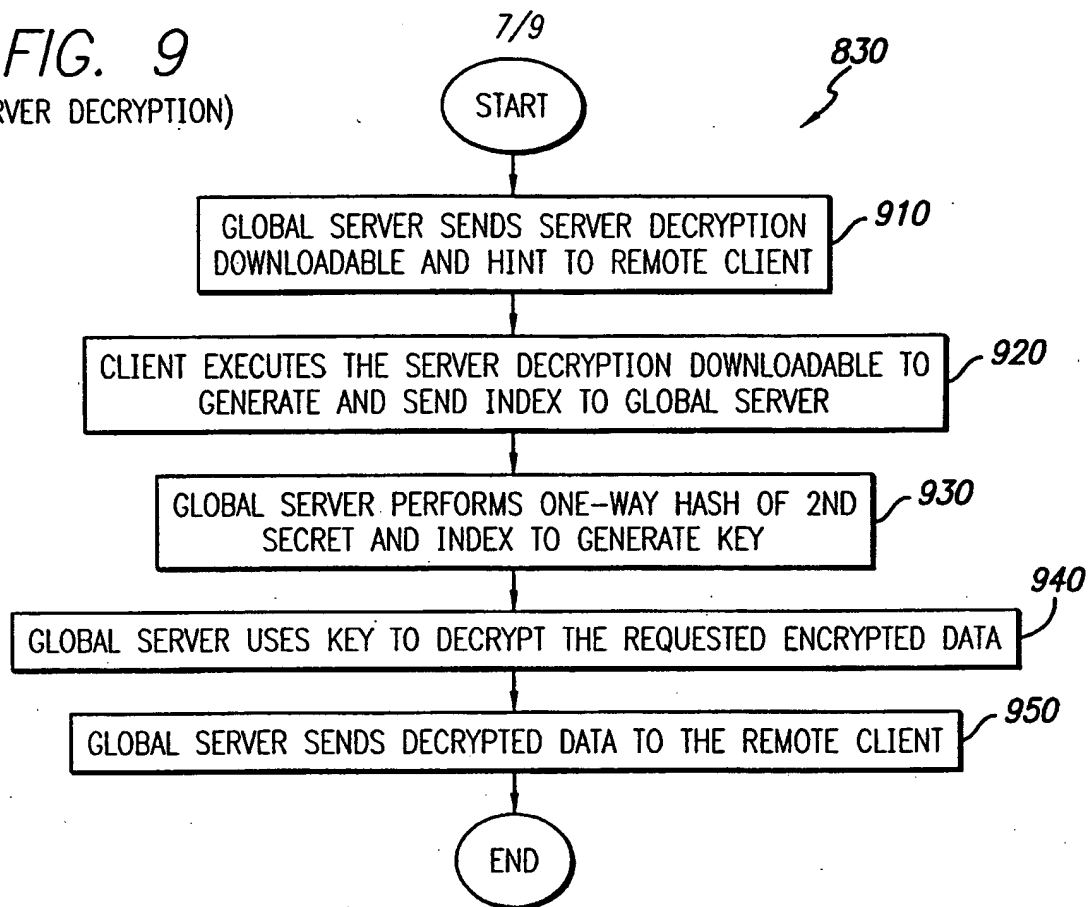 FIG. 9
RVER DECRYPTION)
7/9
830
START
GLOBAL SERVER SENDS SERVER DECRYPTION
DOWNLOADABLE AND HINT TO REMOTE CLIENT
910
CLIENT EXECUTES THE SERVER DECRYPTION DOWNLOADABLE TO
GENERATE AND SEND INDEX TO GLOBAL SERVER
920
GLOBAL SERVER PERFORMS ONE-WAY HASH OF 2ND
SECRET AND INDEX TO GENERATE KEY
930
GLOBAL SERVER USES KEY TO DECRYPT THE REQUESTED ENCRYPTED DATA
940
GLOBAL SERVER SENDS DECRYPTED DATA TO THE REMOTE CLIENT
950
END